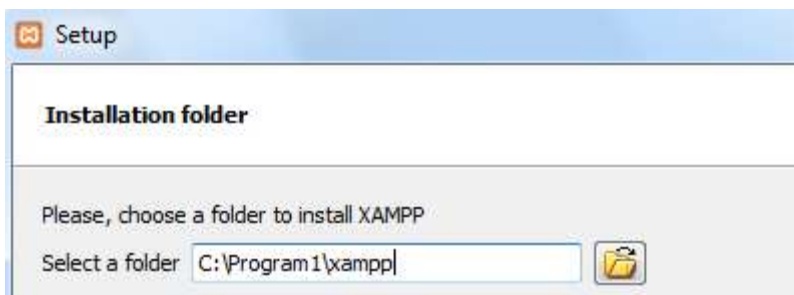 Setup
Installation folder
Please, choose a folder to install XAMPP
Select a folder C:\Program1\xampp